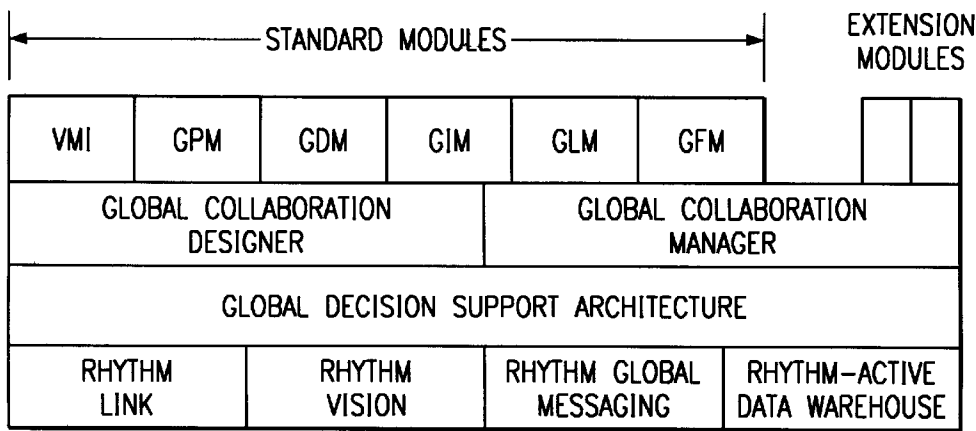 STANDARD MODULES
EXTENSION
MODULES
VMI
GPM
GDM
GIM
GLM
GFM
GLOBAL COLLABORATION
DESIGNER
GLOBAL COLLABORATION
MANAGER
GLOBAL DECISION SUPPORT ARCHITECTURE
RHYTHM
LINK
RHYTHM
VISION
RHYTHM GLOBAL
MESSAGING
RHYTHM-ACTIVE
DATA WAREHOUSE